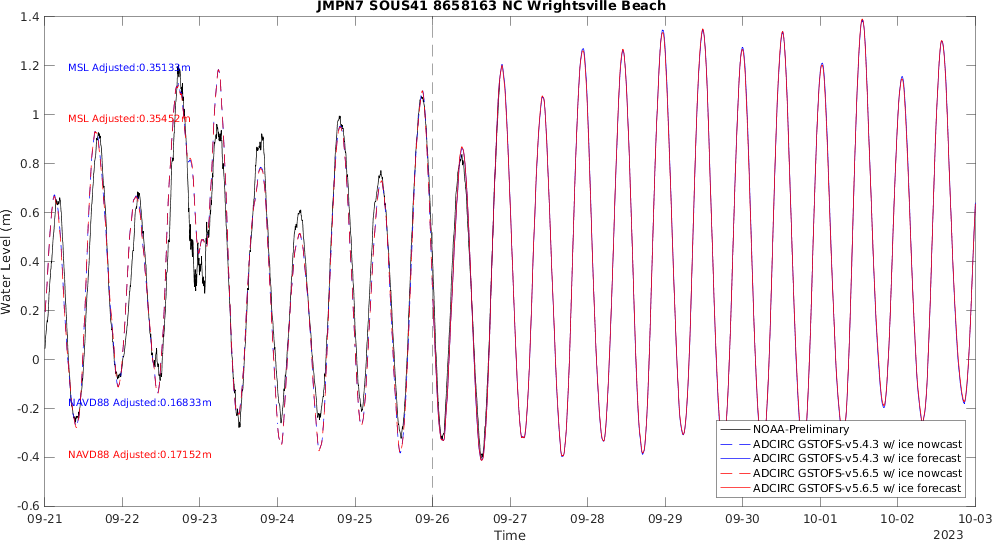 JMPN7 SOUS41 8658163 NC Wrightsville Beach
1.4
1.2
1
0.8
0.6
0.4
0.2
0
-0.2
-0.4
-0.6
Water Level (m)
MSL Adjusted:0.35133m
MSL Adjusted:0.35452m
NAVD88 Adjusted:0.16833m
NAVD88 Adjusted:0.17152m
NOAA-Preliminary
ADCIRC GSTOFS-v5.4.3 w/ ice nowcast
ADCIRC GSTOFS-v5.4.3 w/ ice forecast
ADCIRC GSTOFS-v5.6.5 w/ ice nowcast
ADCIRC GSTOFS-v5.6.5 w/ ice forecast
09-21 09-22 09-23 09-24 09-25 09-26 09-27 09-28 09-29 09-30 10-01 10-02 10-03
Time
2023